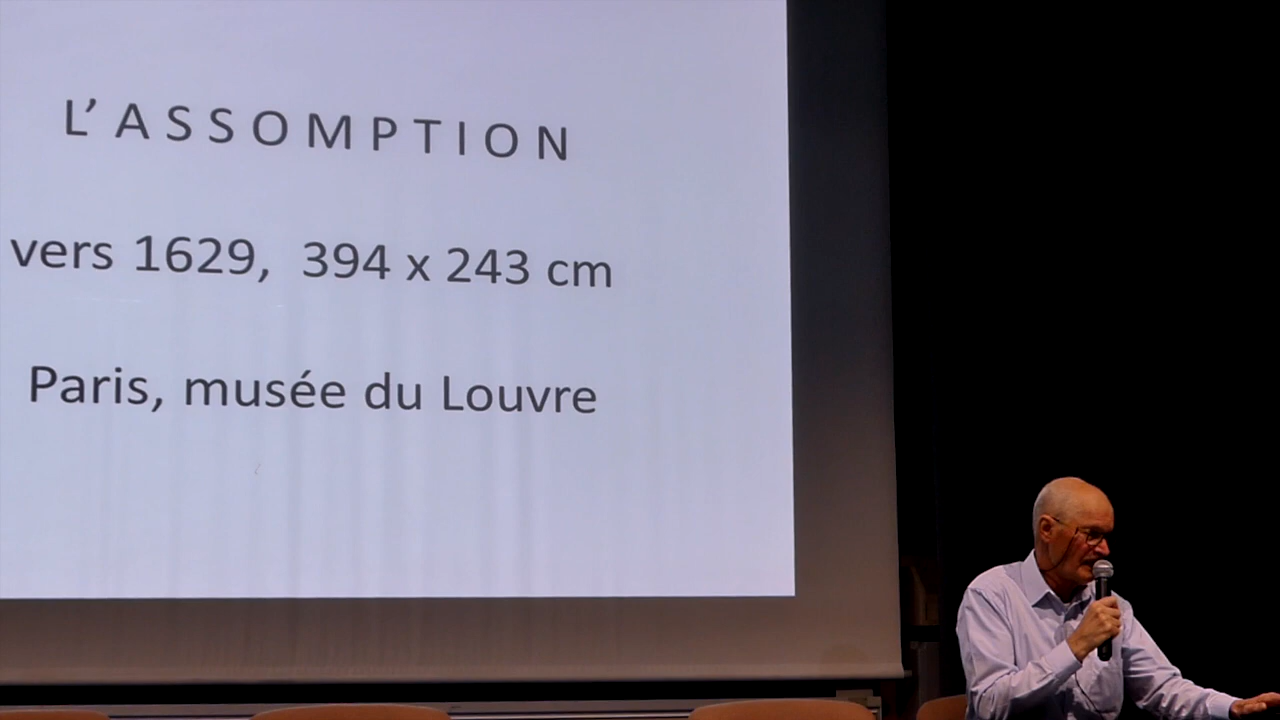 L’ASSOMPTION
vers 1629, 394 x 243 cm
Paris, musée du Louvre